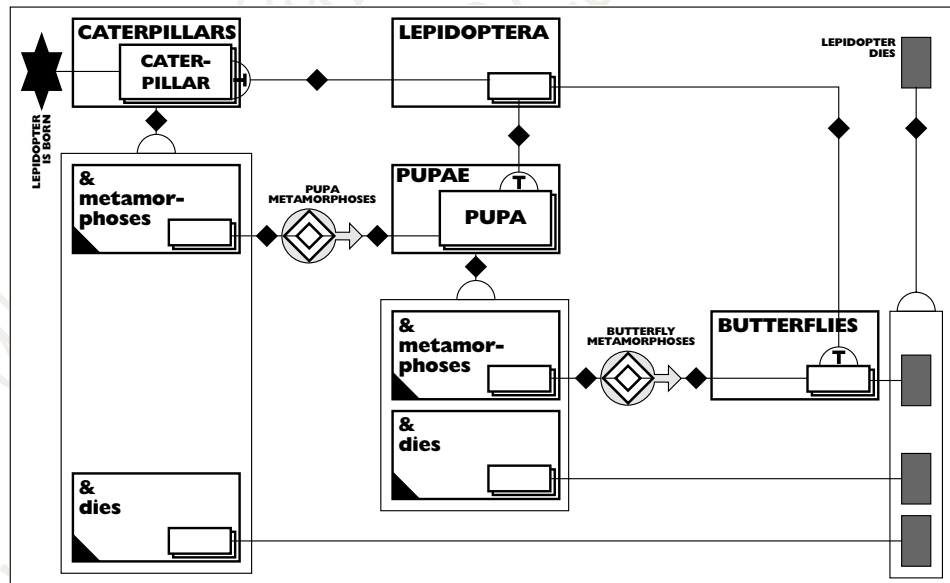 CATERPILLARS
CATER-
PILLAR
T
LEPIDOPTER
IS BORN
LEPIDOPTERA
LEPIDOPTER
DIES
&
metamor-
phoses
PUPA
METAMORPHOSES
PUPAE
T
PUPA
&
metamor-
phoses
BUTTERFLY
METAMORPHOSES
BUTTERFLIES
T
&
dies
&
dies